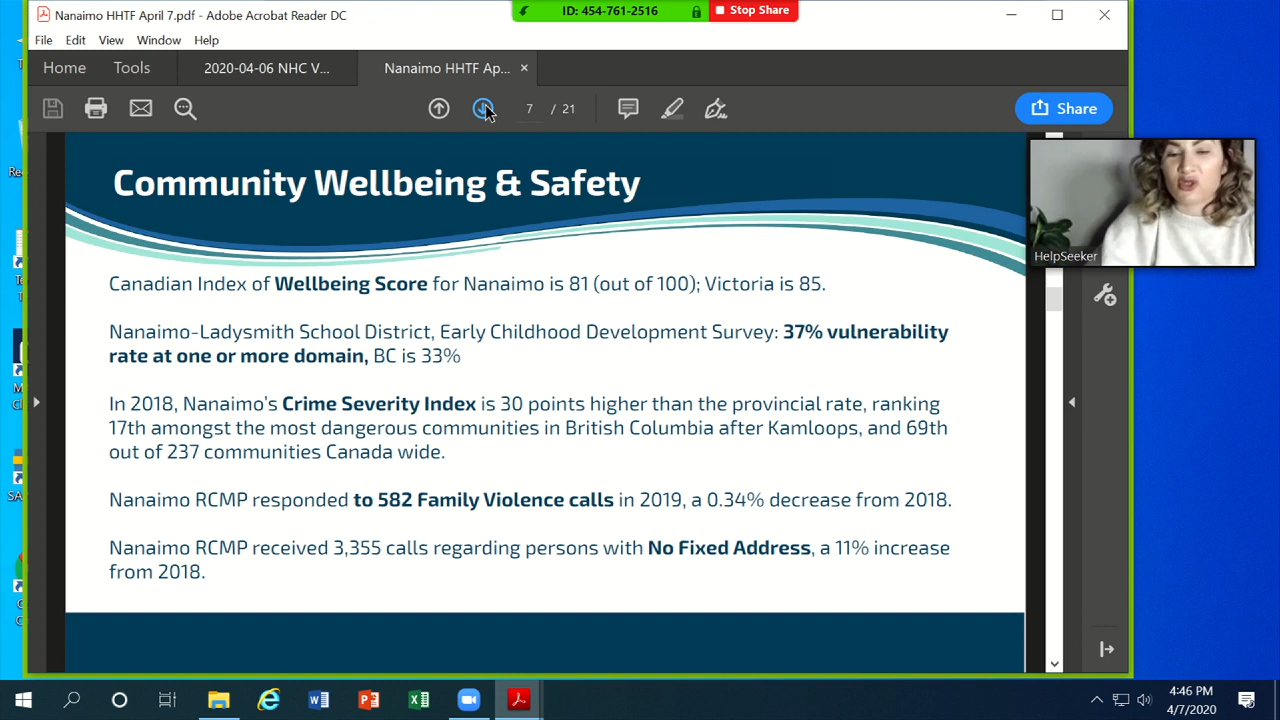 Nanaimo HHTF April 7.pdf - Adobe Acrobat Reader DC
ID: 454-761-2516
Stop Share
File Edit View Window Help
Home Tools 2020-04-06 NHC V... Nanaimo HHTF Ap... ×
7 / 21
Share
Community Wellbeing & Safety
HelpSeeker
Canadian Index of Wellbeing Score for Nanaimo is 81 (out of 100); Victoria is 85.
Nanaimo-Ladysmith School District, Early Childhood Development Survey: 37% vulnerability
rate at one or more domain, BC is 33%
In 2018, Nanaimo's Crime Severity Index is 30 points higher than the provincial rate, ranking
17th amongst the most dangerous communities in British Columbia after Kamloops, and 69th
out of 237 communities Canada wide.
Nanaimo RCMP responded to 582 Family Violence calls in 2019, a 0.34% decrease from 2018.
Nanaimo RCMP received 3,355 calls regarding persons with No Fixed Address, a 11% increase
from 2018.
4:46 PM
4/7/2020